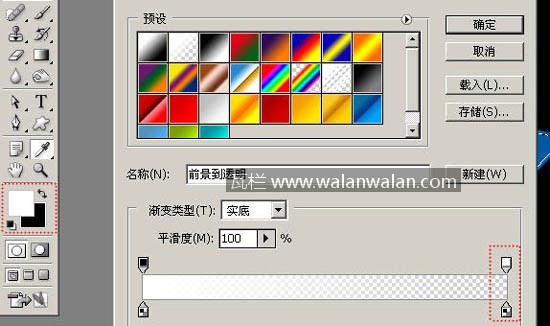 预设
确定
取消
载入(L)...
存储(S)...
名称(N): 前景到透明
新建(W)
瓦栏 www.walanwalan.com
渐变类型(T): 实底
平滑度(M): 100 %
T